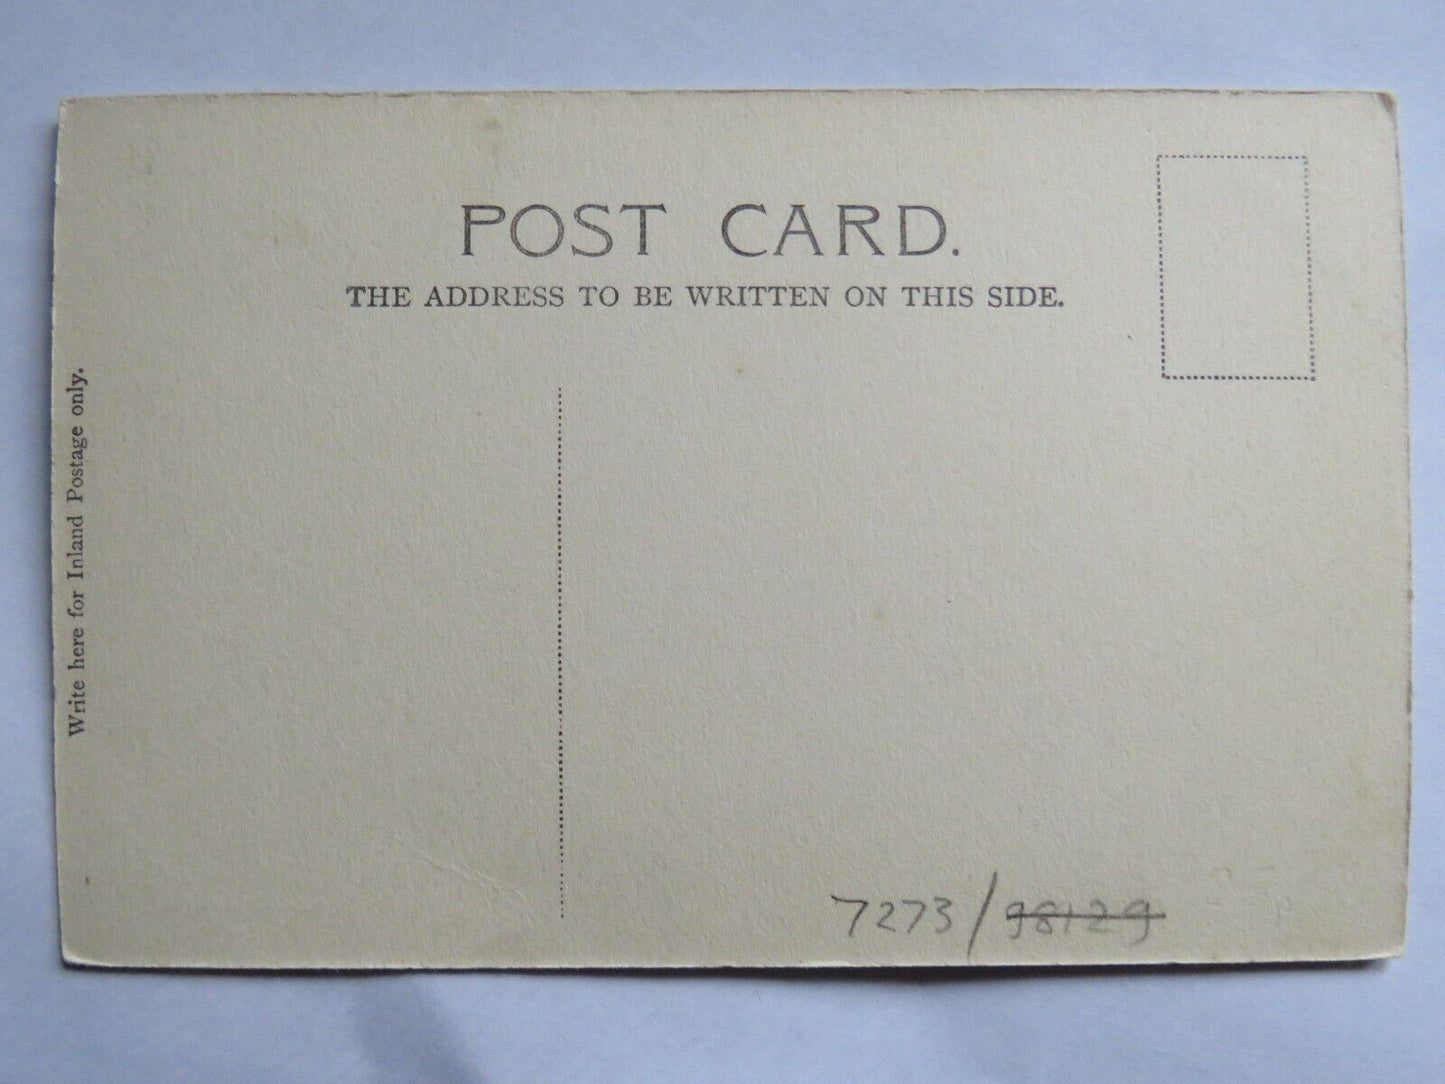 POST CARD.
THE ADDRESS TO BE WRITTEN ON THIS SIDE.
Write here for Inland Postage only.
7273/98129